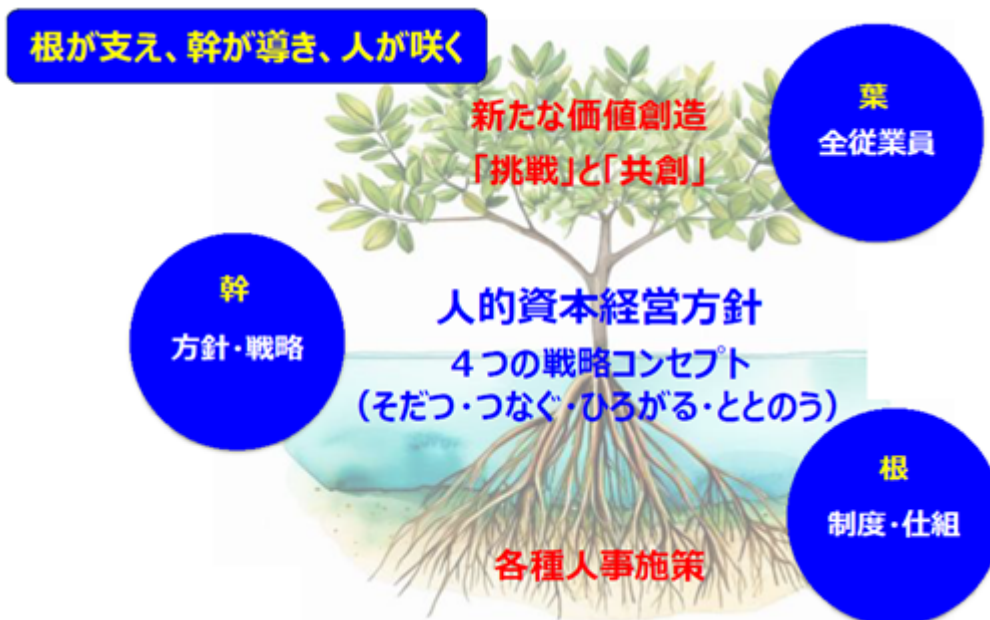 根が支え、幹が導き、人が咲く
新たな価値創造
「挑戦」と「共創」
葉
全従業員
幹
方針・戦略
人的資本経営方針
４つの戦略コンセプト
（そだつ・つなぐ・ひろがる・ととのう）
根
制度・仕組
各種人事施策